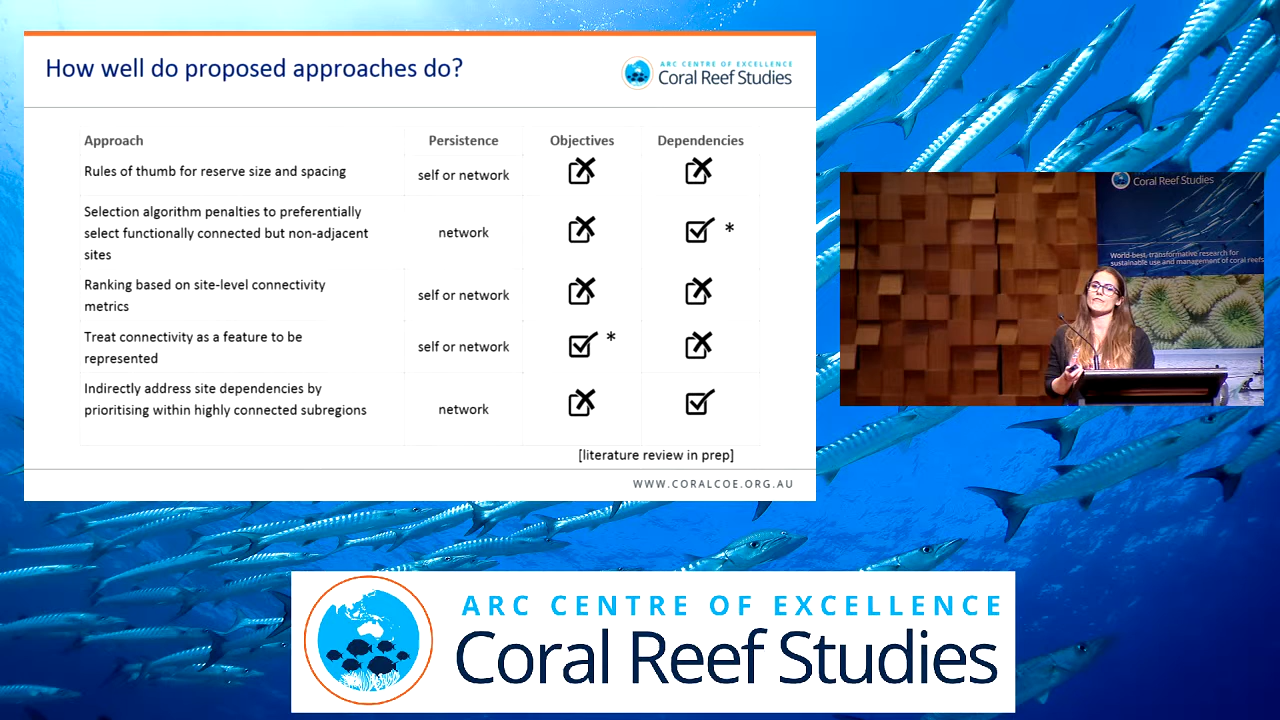 How well do proposed approaches do?
ARC CENTRE OF EXCELLENCE
Coral Reef Studies
Approach Persistence Objectives Dependencies
Rules of thumb for reserve size and spacing self or network
Selection algorithm penalties to preferentially
select functionally connected but non-adjacent network *
sites
Ranking based on site-level connectivity
metrics self or network
Treat connectivity as a feature to be
represented self or network *
Indirectly address site dependencies by
prioritising within highly connected subregions network
[literature review in prep]
WWW.CORALCOE.ORG.AU
Coral Reef Studies
World-best, transformative research for
sustainable use and management of coral reefs
ARC CENTRE OF EXCELLENCE
Coral Reef Studies